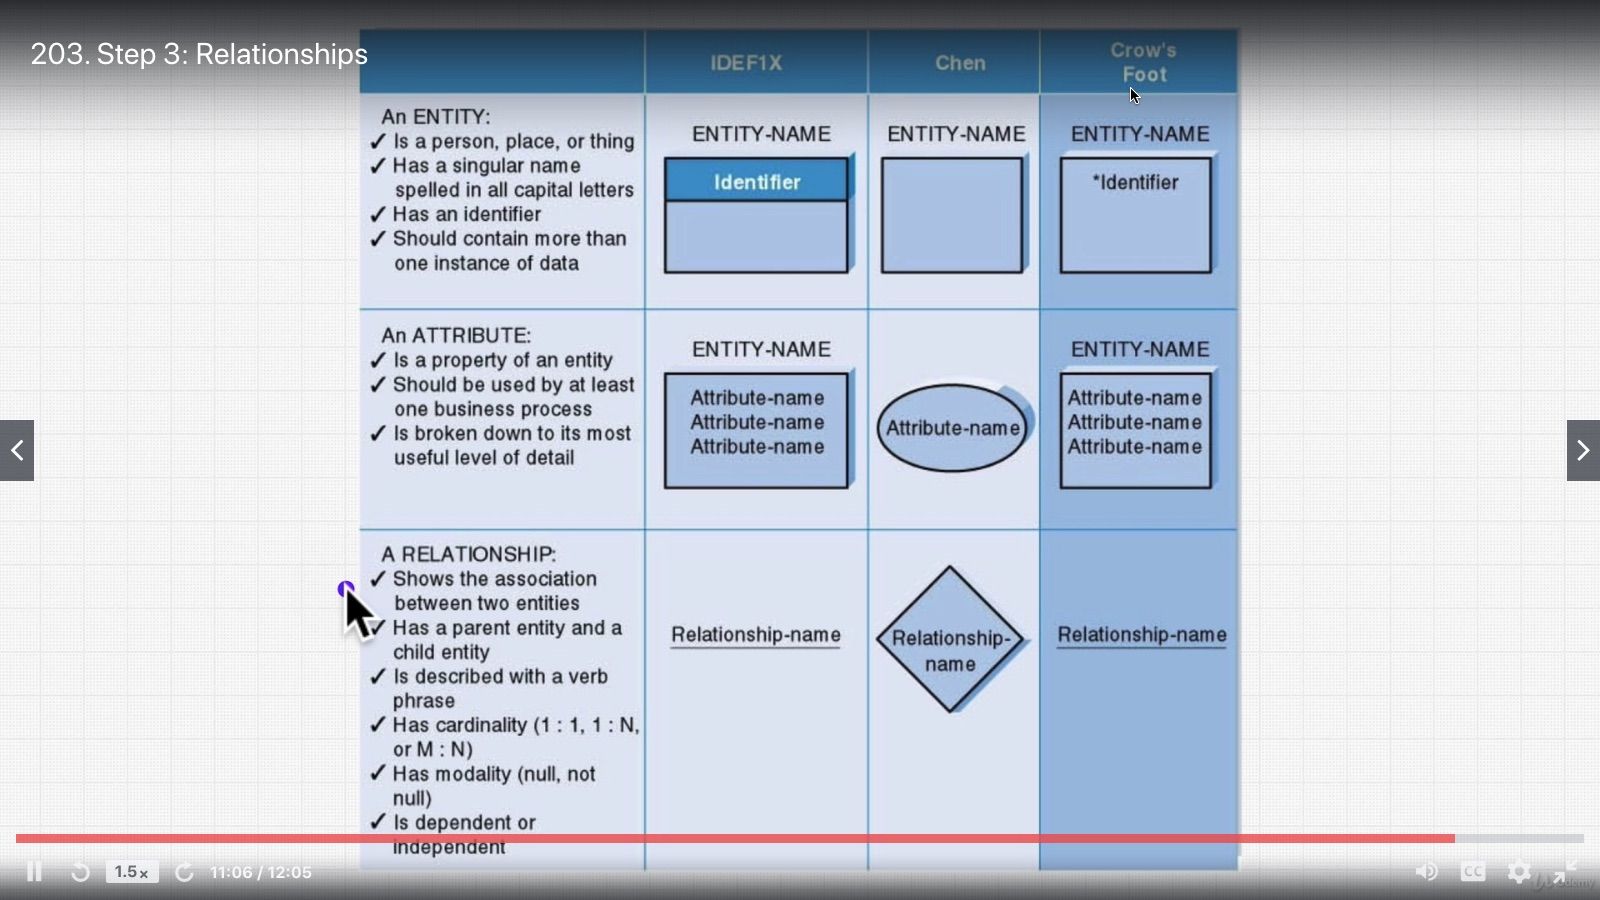 203. Step 3: Relationships
IDEF1X
Chen
Crow's
Foot
An ENTITY:
✓ Is a person, place, or thing
✓ Has a singular name
spelled in all capital letters
✓ Has an identifier
✓ Should contain more than
one instance of data
ENTITY-NAME
Identifier
ENTITY-NAME
ENTITY-NAME
*Identifier
An ATTRIBUTE:
✓ Is a property of an entity
✓ Should be used by at least
one business process
✓ Is broken down to its most
useful level of detail
ENTITY-NAME
Attribute-name
Attribute-name
Attribute-name
Attribute-name
ENTITY-NAME
Attribute-name
Attribute-name
Attribute-name
A RELATIONSHIP:
✓ Shows the association
between two entities
✓ Has a parent entity and a
child entity
✓ Is described with a verb
phrase
✓ Has cardinality (1 : 1, 1 : N,
or M : N)
✓ Has modality (null, not
null)
✓ Is dependent or
independent
Relationship-name
Relationship-
name
Relationship-name
1.5x
11:06 / 12:05
CC
Udemy